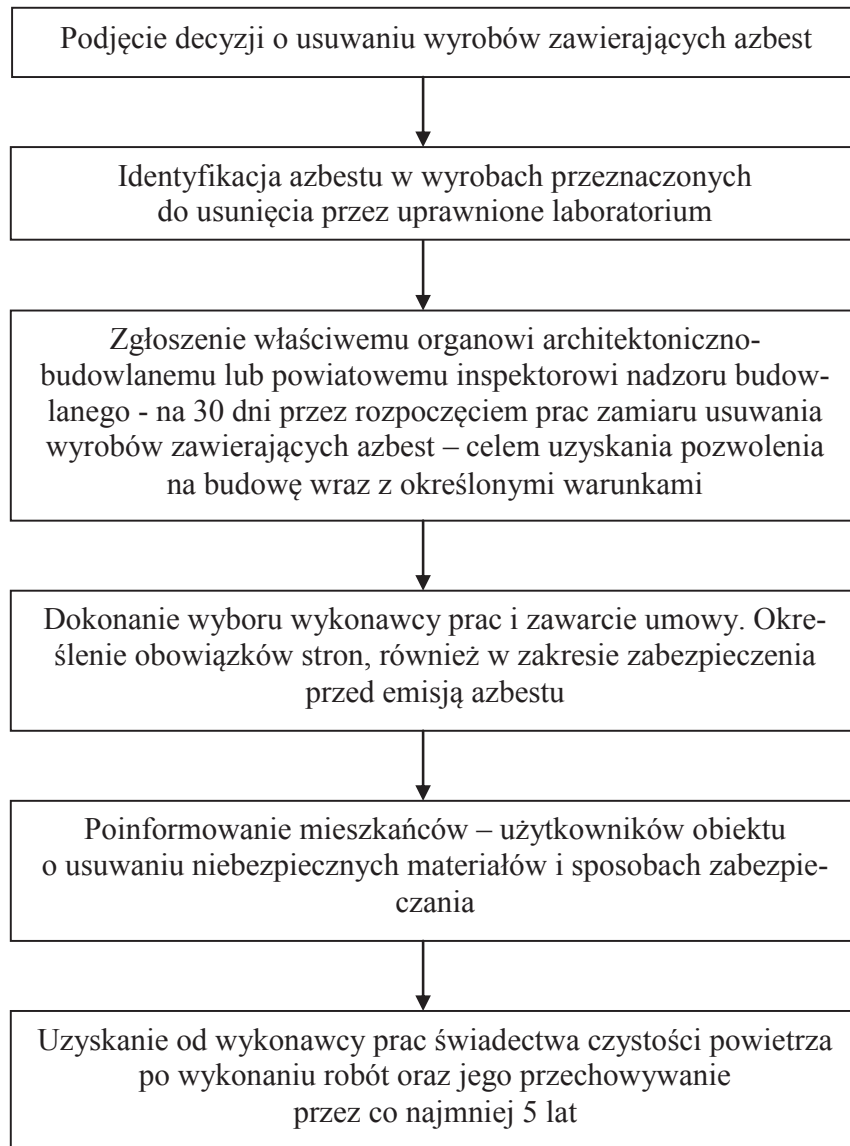 Podjęcie decyzji o usuwaniu wyrobów zawierających azbest
Identyfikacja azbestu w wyrobach przeznaczonych
do usunięcia przez uprawnione laboratorium
Zgłoszenie właściwemu organowi architektoniczno-
budowlanemu lub powiatowemu inspektorowi nadzoru budow-
lanego - na 30 dni przez rozpoczęciem prac zamiaru usuwania
wyrobów zawierających azbest – celem uzyskania pozwolenia
na budowę wraz z określonymi warunkami
Dokonanie wyboru wykonawcy prac i zawarcie umowy. Okre-
ślenie obowiązków stron, również w zakresie zabezpieczenia
przed emisją azbestu
Poinformowanie mieszkańców – użytkowników obiektu
o usuwaniu niebezpiecznych materiałów i sposobach zabezpie-
czania
Uzyskanie od wykonawcy prac świadectwa czystości powietrza
po wykonaniu robót oraz jego przechowywanie
przez co najmniej 5 lat